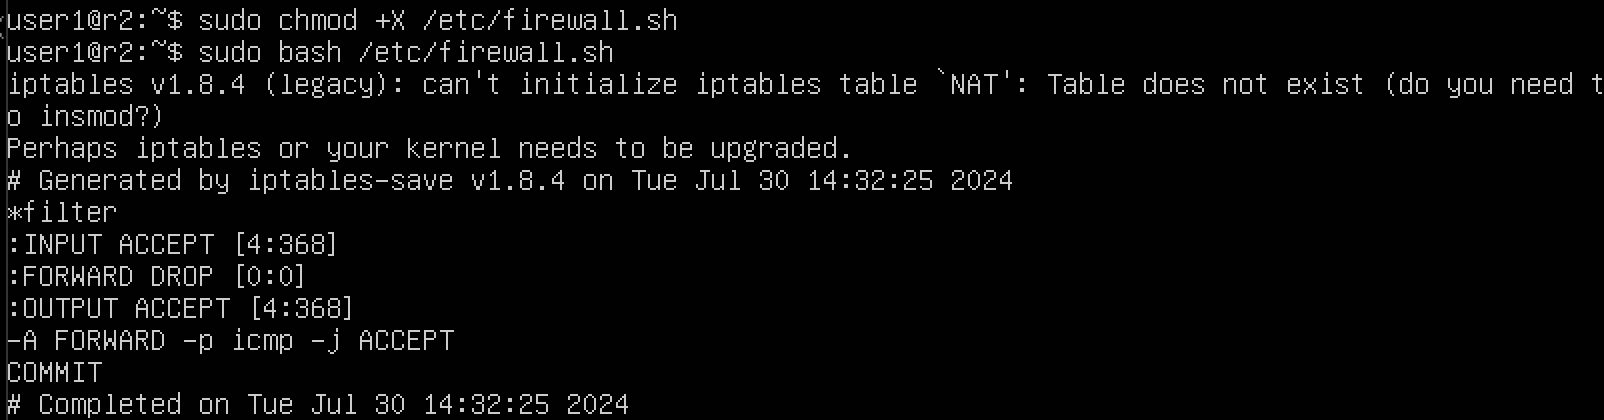 user1@r2:~$ sudo chmod +X /etc/firewall.sh
user1@r2:~$ sudo bash /etc/firewall.sh
iptables v1.8.4 (legacy): can't initialize iptables table `NAT': Table does not exist (do you need t
o insmod?)
Perhaps iptables or your kernel needs to be upgraded.
# Generated by iptables-save v1.8.4 on Tue Jul 30 14:32:25 2024
*filter
:INPUT ACCEPT [4:368]
:FORWARD DROP [0:0]
:OUTPUT ACCEPT [4:368]
-A FORWARD -p icmp -j ACCEPT
COMMIT
# Completed on Tue Jul 30 14:32:25 2024